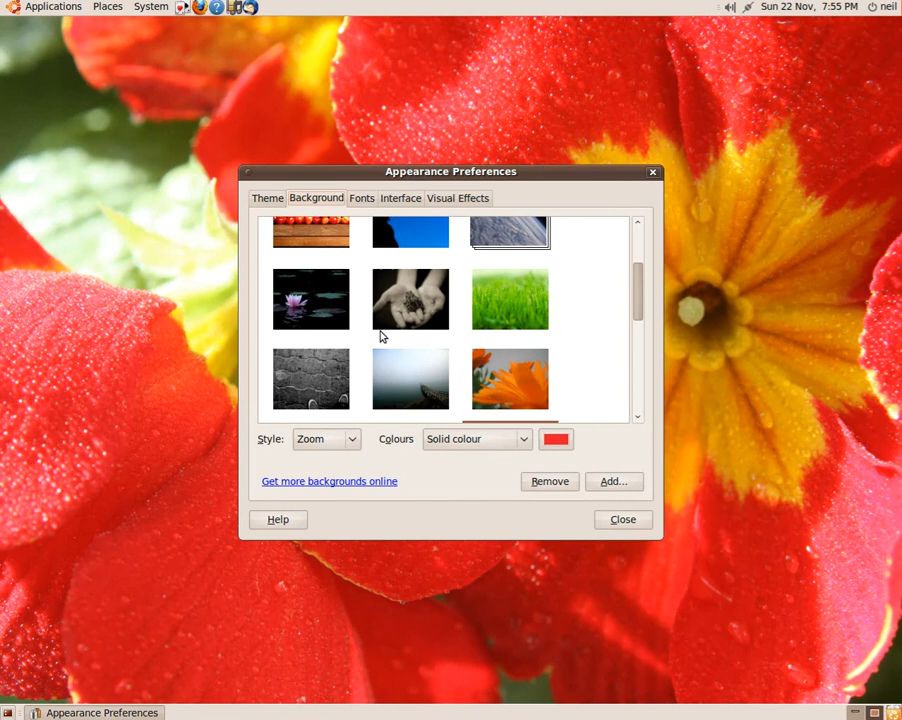 Applications Places System
Sun 22 Nov, 7:55 PM neil
Appearance Preferences
Theme Background Fonts Interface Visual Effects
Style: Zoom Colours Solid colour
Get more backgrounds online Remove Add...
Help Close
Appearance Preferences